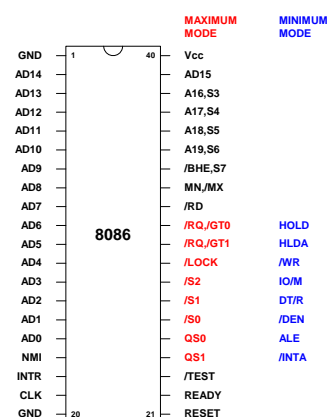 MAXIMUM MINIMUM
MODE MODE
GND 1 40 Vcc
AD14 AD15
AD13 A16,S3
AD12 A17,S4
AD11 A18,S5
AD10 A19,S6
AD9 /BHE,S7
AD8 MN,/MX
AD7 /RD
AD6 /RQ,/GT0 HOLD
8086
AD5 /RQ,/GT1 HLDA
AD4 /LOCK /WR
AD3 /S2 IO/M
AD2 /S1 DT/R
AD1 /S0 /DEN
AD0 QS0 ALE
NMI QS1 /INTA
INTR /TEST
CLK READY
GND 20 21 RESET